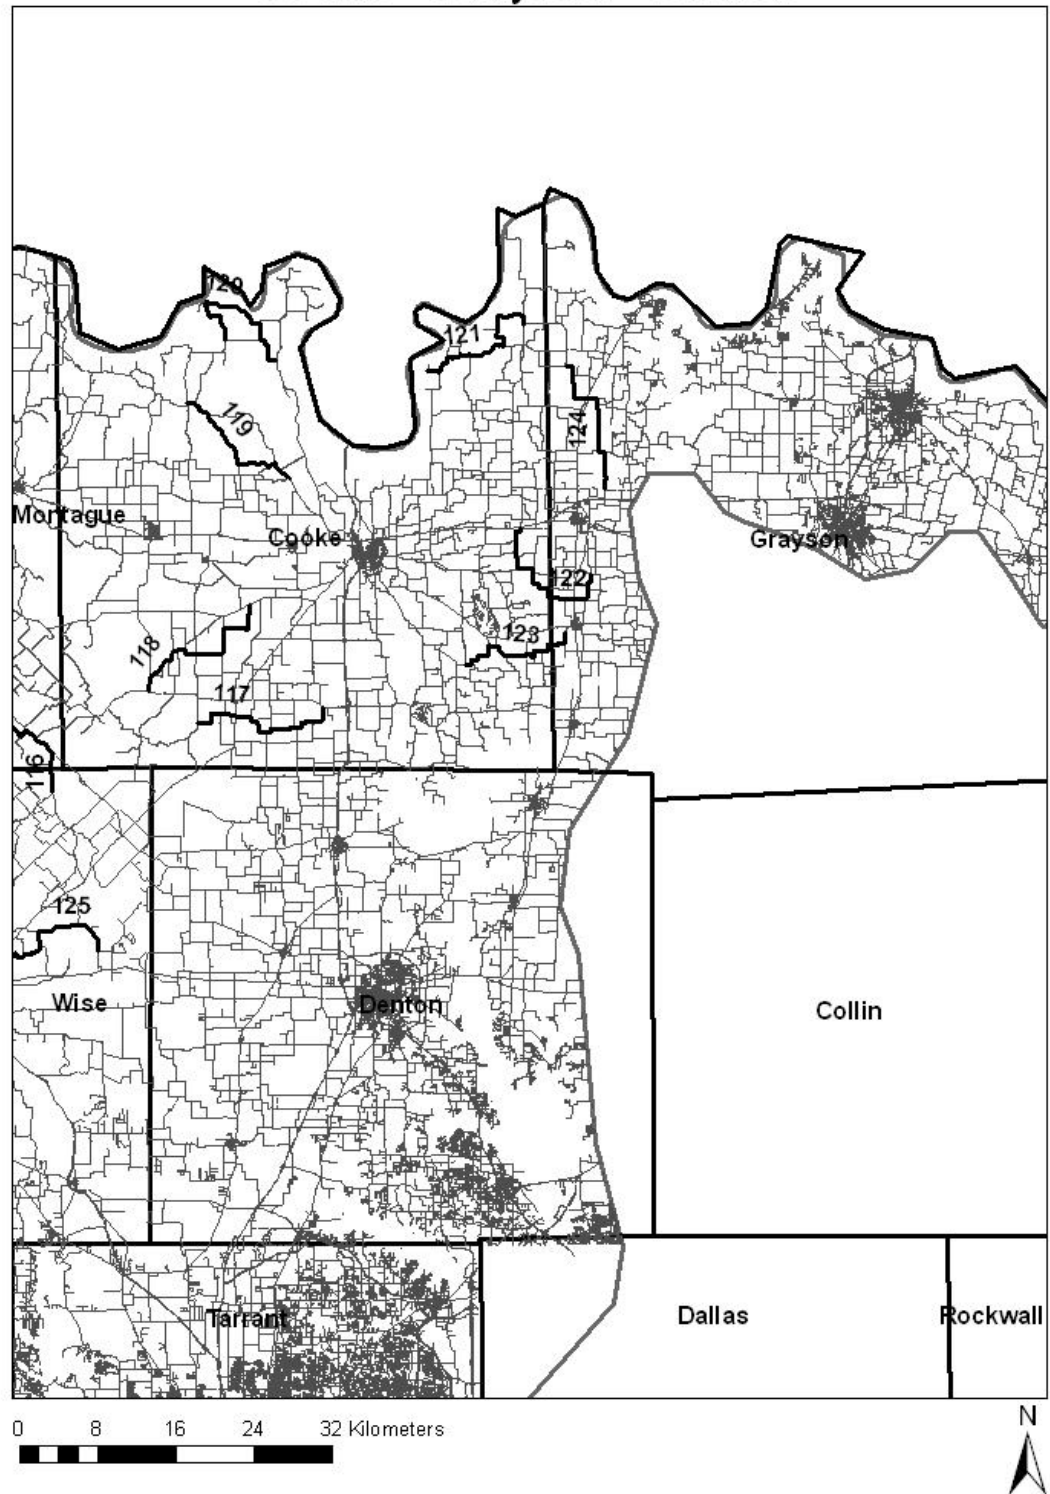 120
121
119
124
Montague
Cooke
Grayson
122
123
118
117
116
125
Wise
Denton
Collin
Tarrant
Dallas
Rockwall
0 8 16 24 32 Kilometers
N